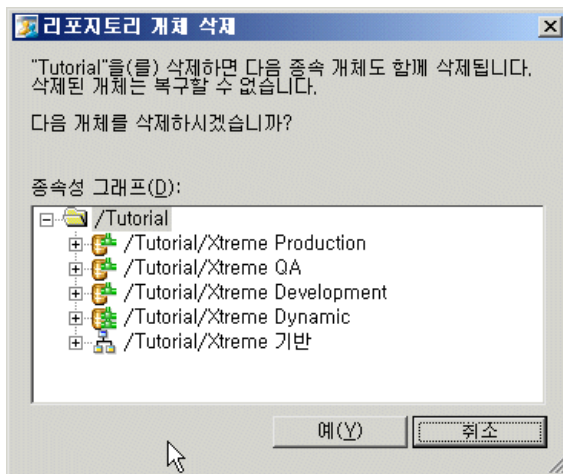 리포지토리 개체 삭제
"Tutorial"을(를) 삭제하면 다음 종속 개체도 함께 삭제됩니다.
삭제된 개체는 복구할 수 없습니다.
다음 개체를 삭제하시겠습니까?
종속성 그래프(D):
/Tutorial
/Tutorial/Xtreme Production
/Tutorial/Xtreme QA
/Tutorial/Xtreme Development
/Tutorial/Xtreme Dynamic
/Tutorial/Xtreme 기반
예(Y) 취소